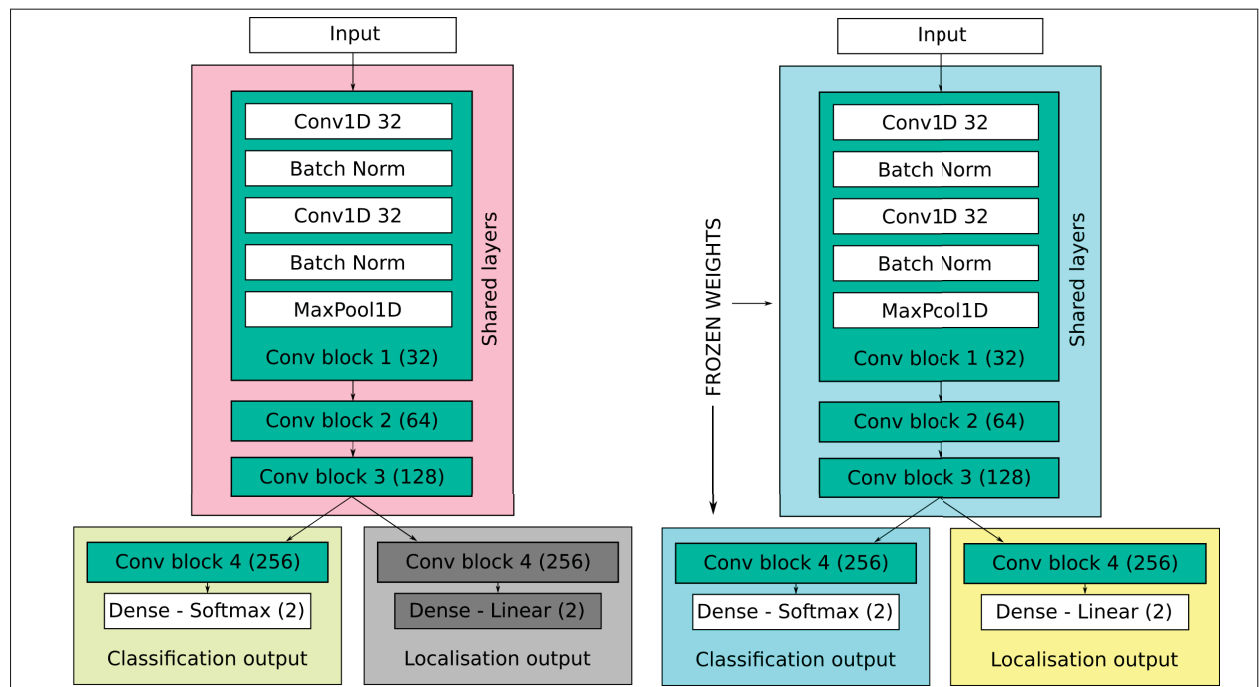 Input
Conv1D 32
Batch Norm
Conv1D 32
Batch Norm
MaxPool1D
Conv block 1 (32)
Shared layers
Conv block 2 (64)
Conv block 3 (128)
Conv block 4 (256)
Dense - Softmax (2)
Classification output
Conv block 4 (256)
Dense - Linear (2)
Localisation output
FROZEN WEIGHTS
Input
Conv1D 32
Batch Norm
Conv1D 32
Batch Norm
MaxPool1D
Conv block 1 (32)
Shared layers
Conv block 2 (64)
Conv block 3 (128)
Conv block 4 (256)
Dense - Softmax (2)
Classification output
Conv block 4 (256)
Dense - Linear (2)
Localisation output